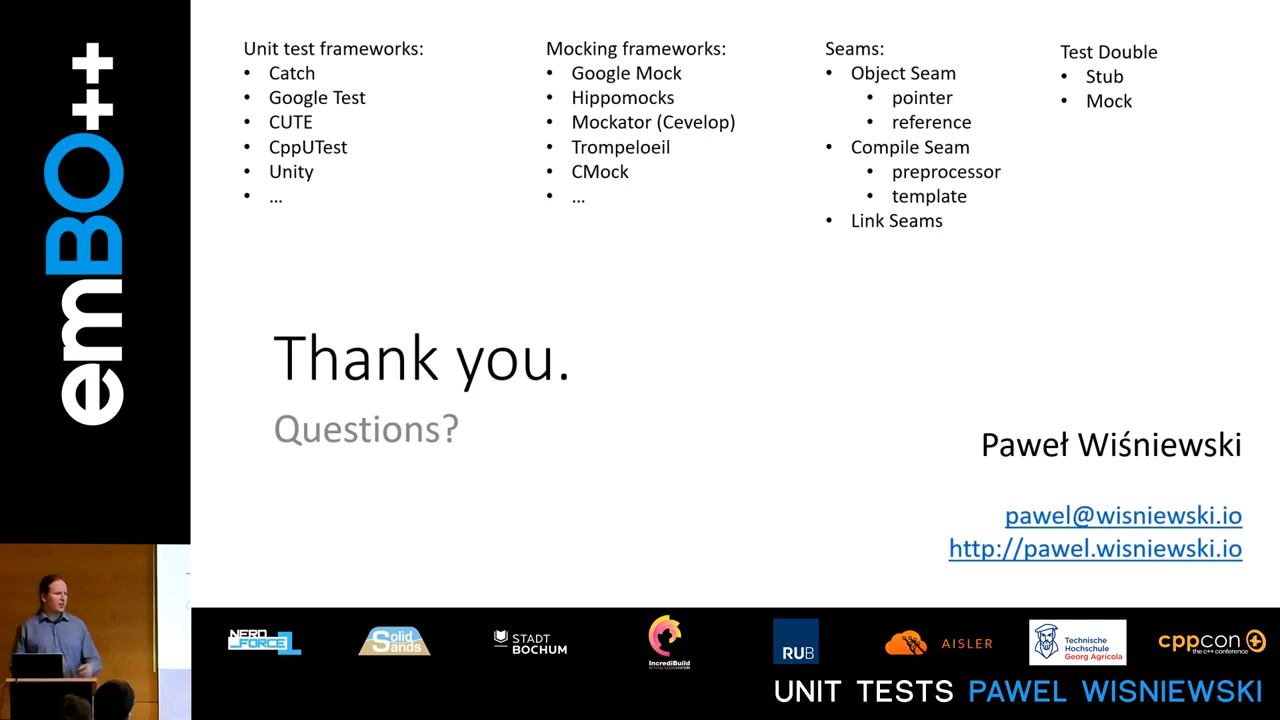 emBO++
Unit test frameworks:
• Catch
• Google Test
• CUTE
• CppUTest
• Unity
• ...
Mocking frameworks:
• Google Mock
• Hippomocks
• Mockator (Cevelop)
• Trompeloeil
• CMock
• ...
Seams:
• Object Seam
• pointer
• reference
• Compile Seam
• preprocessor
• template
• Link Seams
Test Double
• Stub
• Mock
Thank you.
Questions?
Paweł Wiśniewski
pawel@wisniewski.io
http://pawel.wisniewski.io
NERD
FORCE1
Solid
Sands
STADT
BOCHUM
IncrediBuild
RUB
AISLER
Technische
Hochschule
Georg Agricola
cppcon
the c++ conference
UNIT TESTS PAWEL WISNIEWSKI